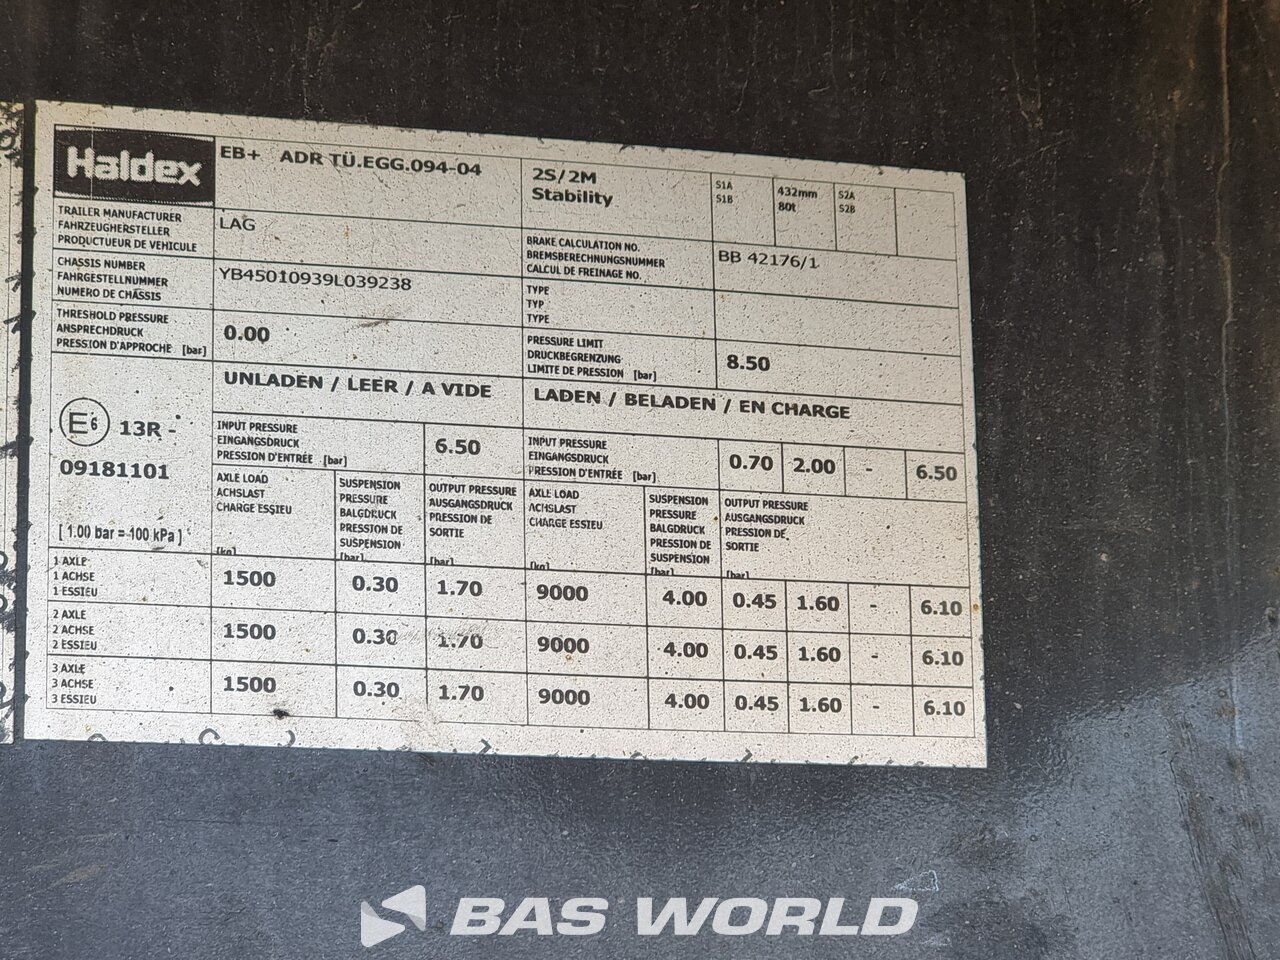 Haldex
EB+ ADR TÜ.EGG.094-04
2S/2M
Stability
S1A
S1B
432mm
80t
S2A
S2B
TRAILER MANUFACTURER
FAHRZEUGHERSTELLER
PRODUCTUEUR DE VEHICULE
LAG
BRAKE CALCULATION NO.
BREMSBERECHNUNGSNUMMER
CALCUL DE FREINAGE NO.
BB 42176/1
CHASSIS NUMBER
FAHRGESTELLNUMMER
NUMERO DE CHÂSSIS
YB45010939L039238
TYPE
TYP
TYPE
THRESHOLD PRESSURE
ANSPRECHDRUCK
PRESSION D'APPROCHE [bar]
0.00
PRESSURE LIMIT
DRUCKBEGRENZUNG
LIMITE DE PRESSION [bar]
8.50
UNLADEN / LEER / A VIDE
LADEN / BELADEN / EN CHARGE
E6 13R -
09181101
[ 1.00 bar = 100 kPa ]
INPUT PRESSURE
EINGANGSDRUCK
PRESSION D'ENTRÉE [bar]
6.50
INPUT PRESSURE
EINGANGSDRUCK
PRESSION D'ENTRÉE [bar]
0.70 2.00 - 6.50
AXLE LOAD
ACHSLAST
CHARGE ESSIEU
[kg]
SUSPENSION
PRESSURE
BALGDRUCK
PRESSION DE
SUSPENSION
[bar]
OUTPUT PRESSURE
AUSGANGSDRUCK
PRESSION DE
SORTIE
[bar]
AXLE LOAD
ACHSLAST
CHARGE ESSIEU
[kg]
SUSPENSION
PRESSURE
BALGDRUCK
PRESSION DE
SUSPENSION
[bar]
OUTPUT PRESSURE
AUSGANGSDRUCK
PRESSION DE
SORTIE
[bar]
1 AXLE
1 ACHSE
1 ESSIEU
1500 0.30 1.70 9000 4.00 0.45 1.60 - 6.10
2 AXLE
2 ACHSE
2 ESSIEU
1500 0.30 1.70 9000 4.00 0.45 1.60 - 6.10
3 AXLE
3 ACHSE
3 ESSIEU
1500 0.30 1.70 9000 4.00 0.45 1.60 - 6.10
BAS WORLD